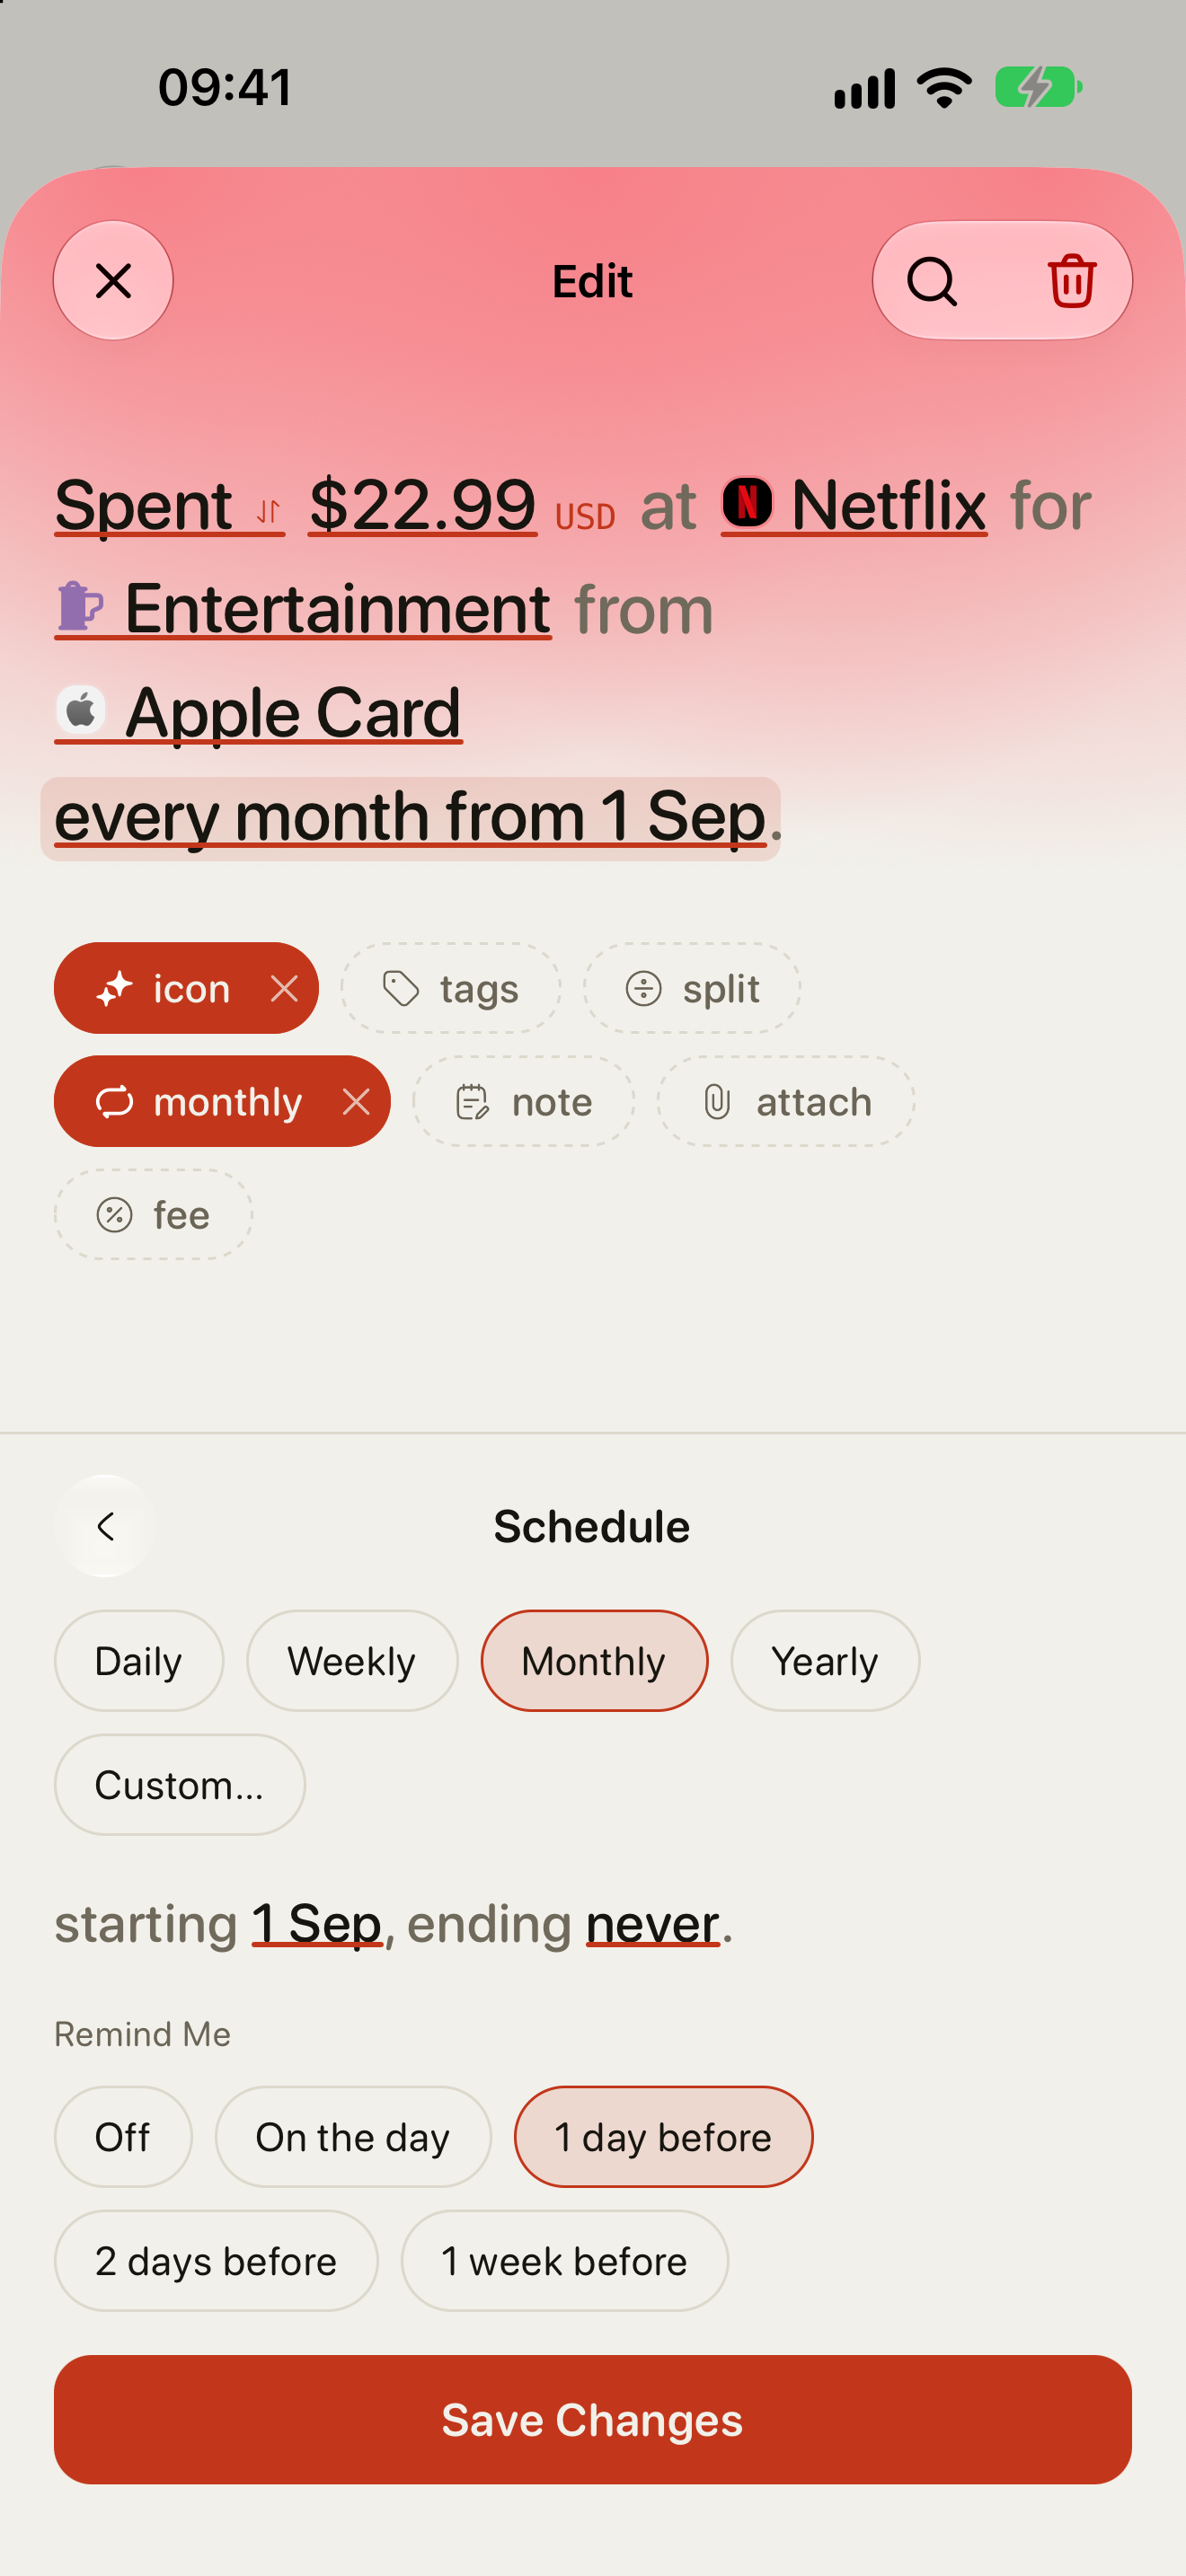 09:41
Edit
Spent $22.99 USD at Netflix for
Entertainment from
Apple Card
every month from 1 Sep.
icon tags split
monthly note attach
fee
Schedule
Daily Weekly Monthly Yearly
Custom...
starting 1 Sep, ending never.
Remind Me
Off On the day 1 day before
2 days before 1 week before
Save Changes